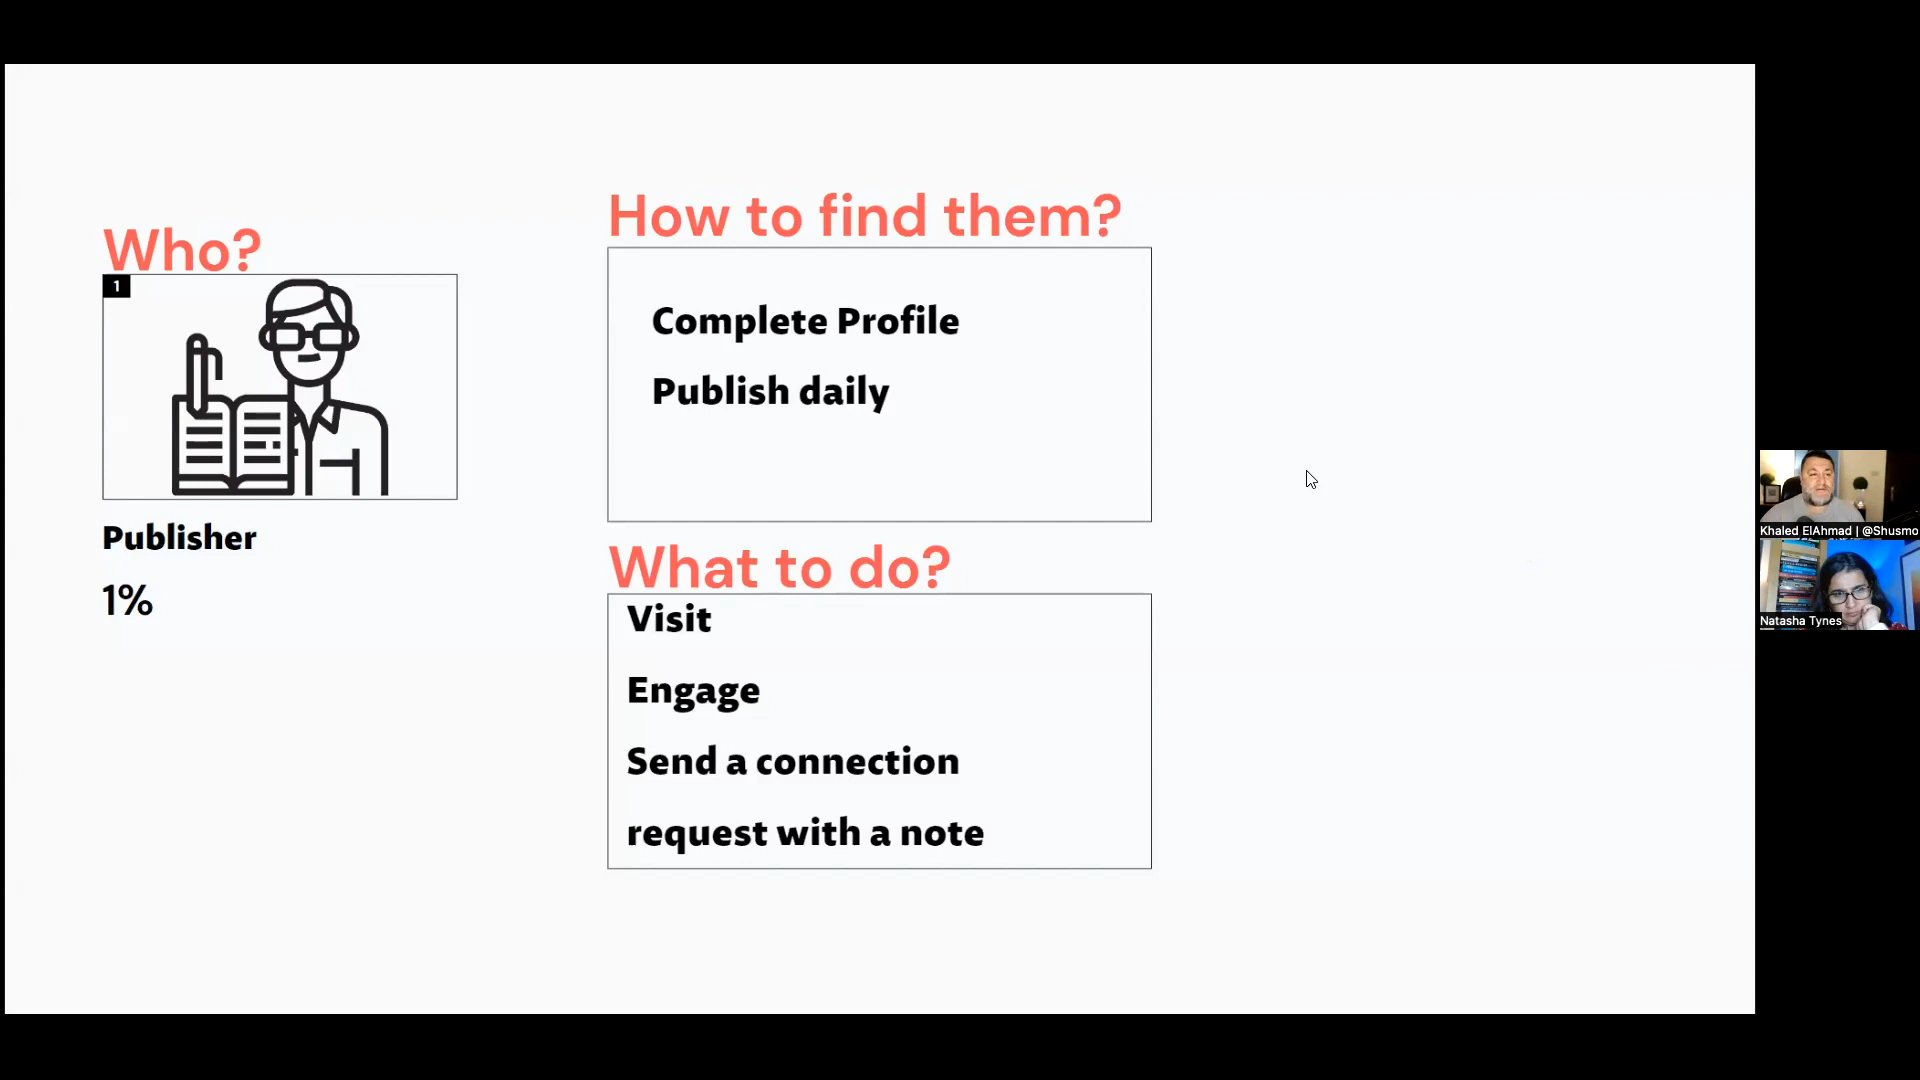 Who?
1
Publisher
1%
How to find them?
Complete Profile
Publish daily
What to do?
Visit
Engage
Send a connection
request with a note
Khaled ElAhmad | @Shusmo
Natasha Tynes